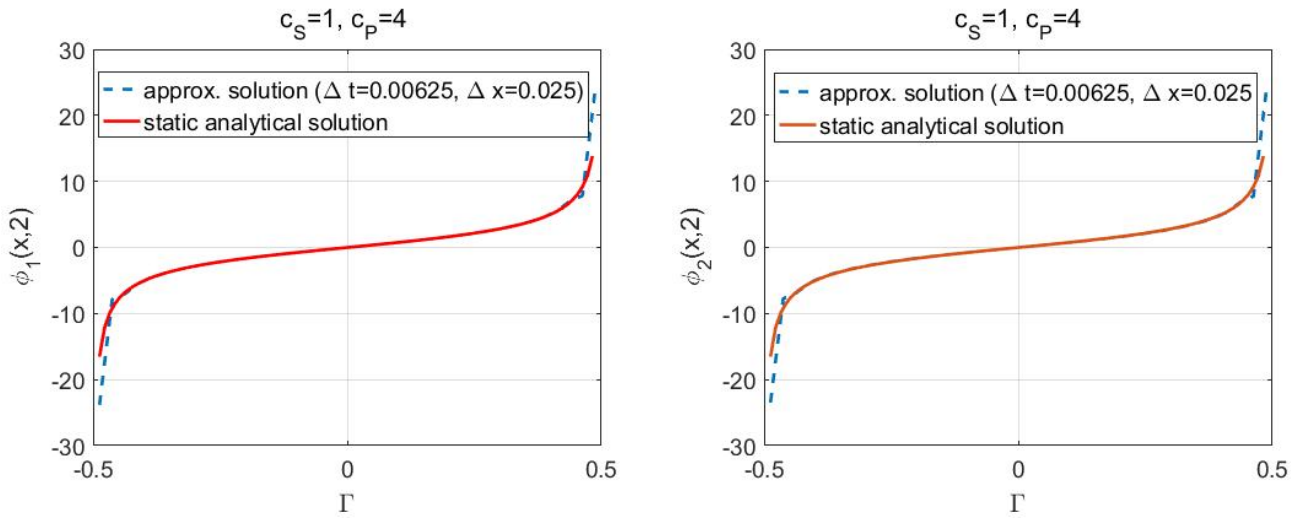 c_S=1, c_P=4
30
20
10
0
-10
-20
-30
-0.5
0
0.5
ϕ_1(x,2)
Γ
approx. solution (Δ t=0.00625, Δ x=0.025)
static analytical solution
c_S=1, c_P=4
30
20
10
0
-10
-20
-30
-0.5
0
0.5
ϕ_2(x,2)
Γ
approx. solution (Δ t=0.00625, Δ x=0.025
static analytical solution